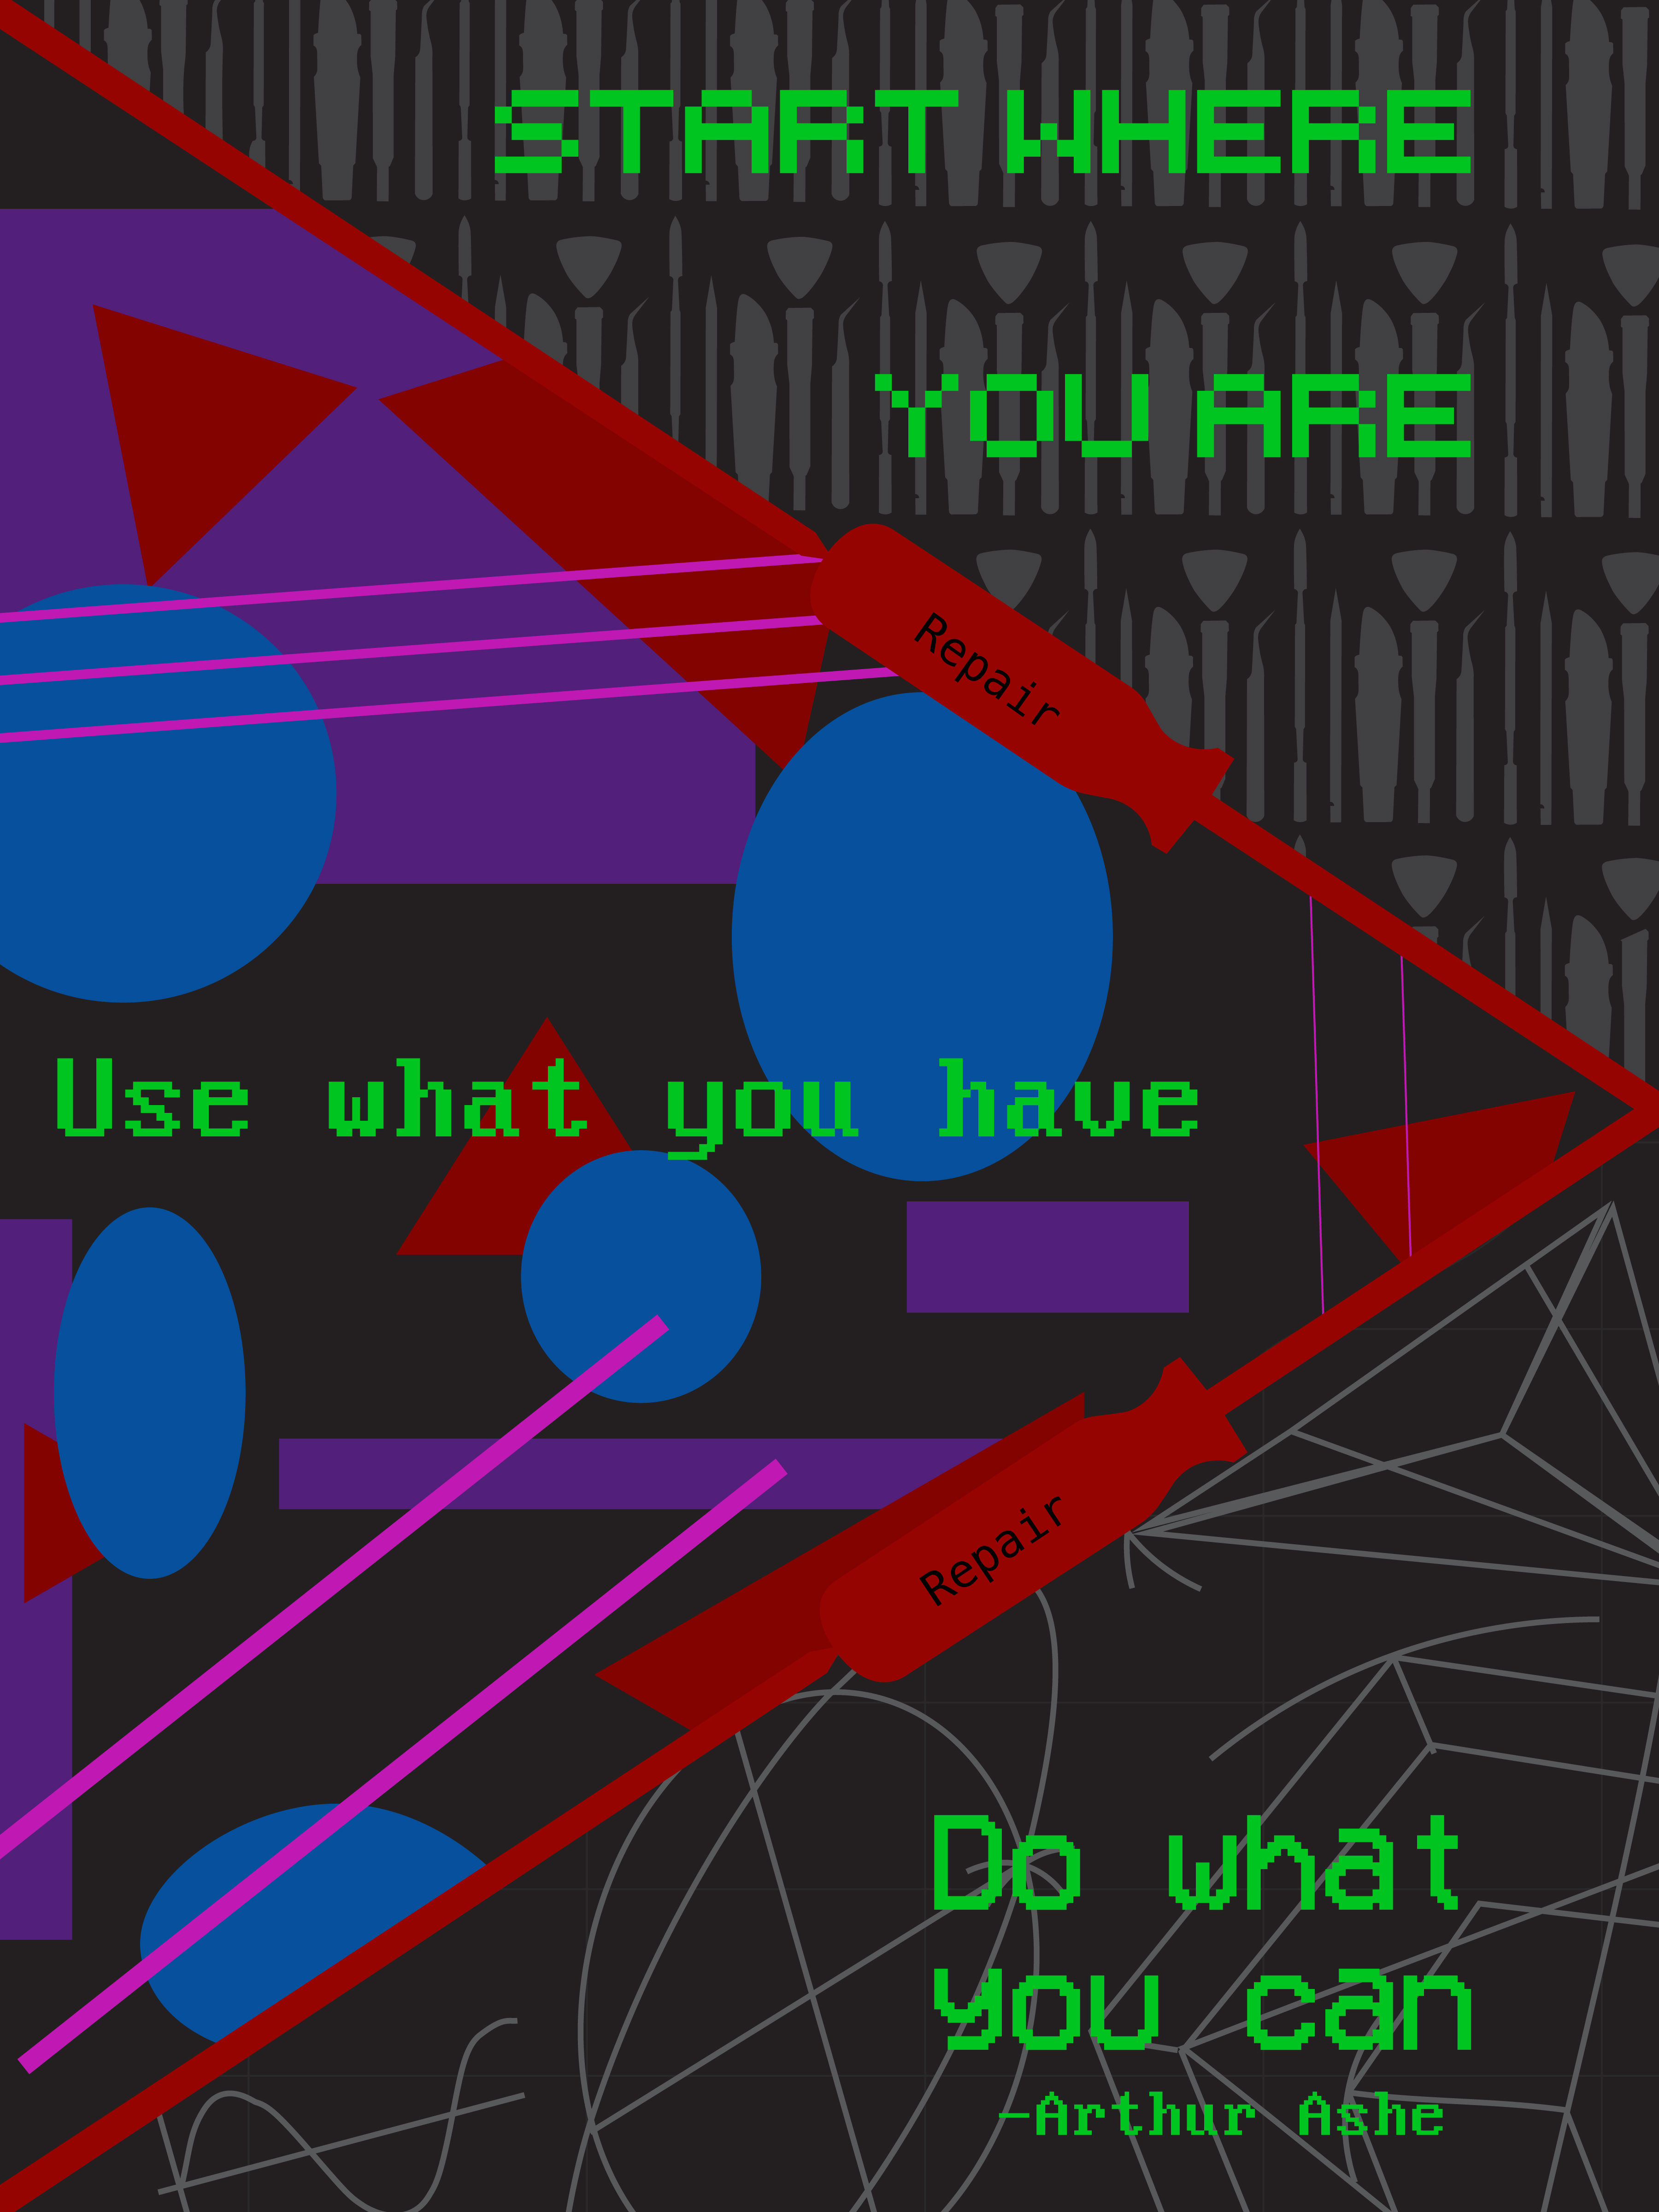 START WHERE
YOU ARE
Repair
Use what you have
Repair
Do what
you can
-Arthur Ashe